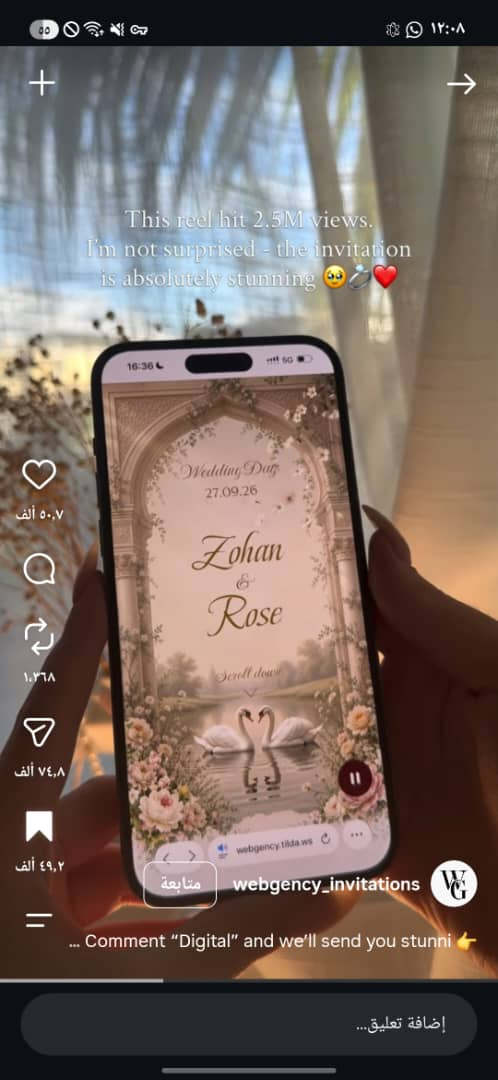 ١٢:٠٨
٥٥
This reel hit 2.5M views.
I'm not surprised - the invitation
is absolutely stunning 🥹💍❤️
16:36
5G
Wedding Day
27.09.26
Zohan
&
Rose
Scroll down
webgency.tilda.ws
٥٠,٧ ألف
١,٣٦٨
٧٤,٨ ألف
٤٩,٢ ألف
متابعة
webgency_invitations
WG
👉 Comment “Digital” and we’ll send you stunni ...
إضافة تعليق...